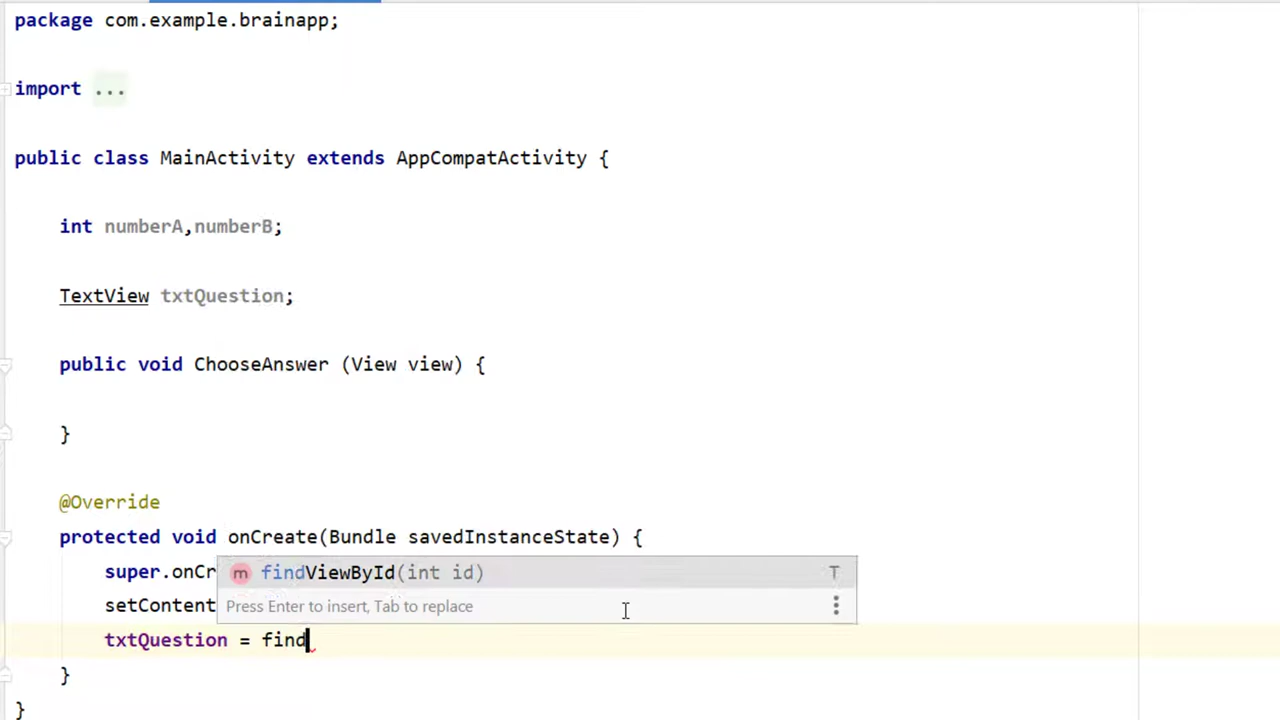 package com.example.brainapp;
import ...
public class MainActivity extends AppCompatActivity {
int numberA,numberB;
TextView txtQuestion;
public void ChooseAnswer (View view) {
}
@Override
protected void onCreate(Bundle savedInstanceState) {
super.onCr
m findViewById(int id) T
setContent
Press Enter to insert, Tab to replace
txtQuestion = find
}
}